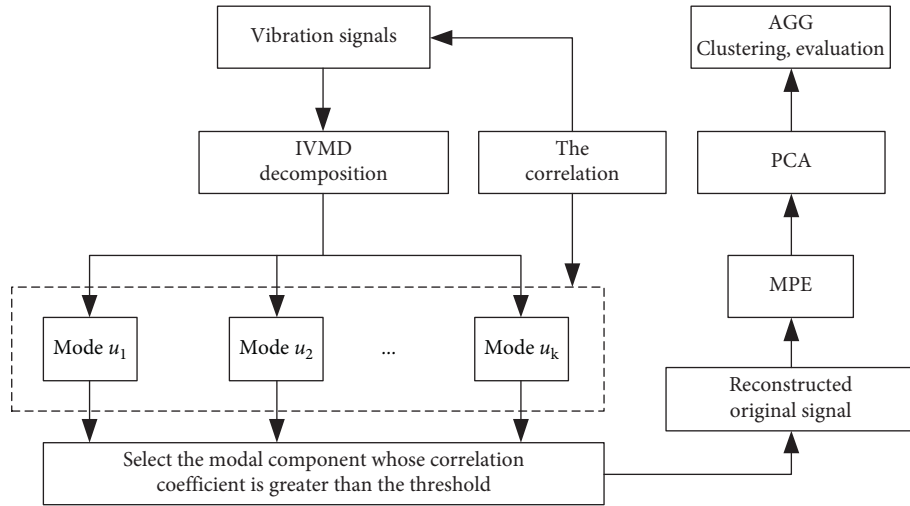 Vibration signals
IVMD
decomposition
The
correlation
Mode u1
Mode u2
...
Mode uk
Select the modal component whose correlation
coefficient is greater than the threshold
Reconstructed
original signal
MPE
PCA
AGG
Clustering, evaluation